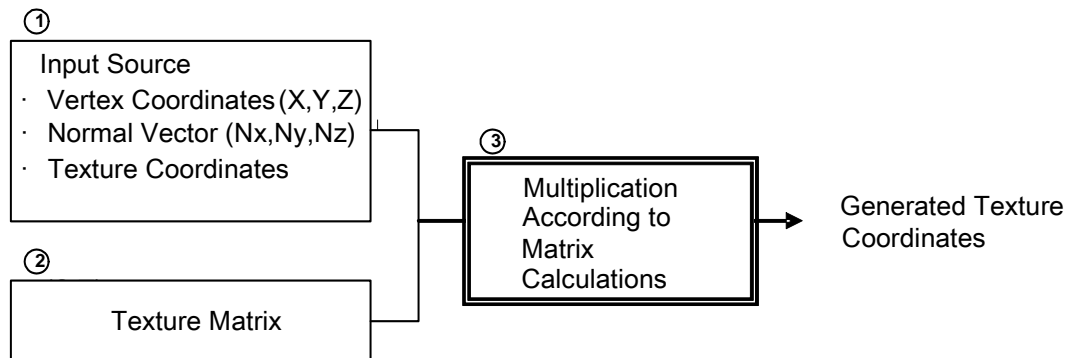 ①
Input Source
· Vertex Coordinates (X,Y,Z)
· Normal Vector (Nx,Ny,Nz)
· Texture Coordinates
②
Texture Matrix
③
Multiplication
According to
Matrix
Calculations
Generated Texture
Coordinates